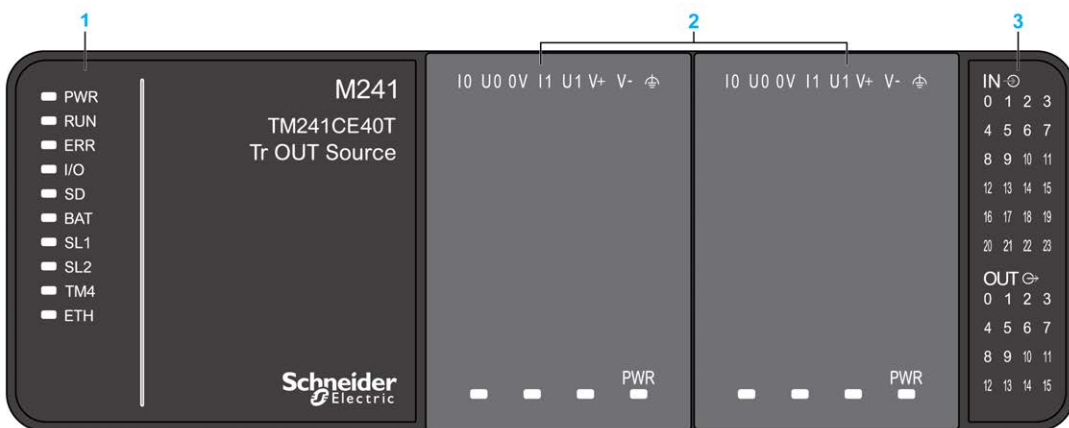 1
2
3
PWR
RUN
ERR
I/O
SD
BAT
SL1
SL2
TM4
ETH
M241
TM241CE40T
Tr OUT Source
Schneider
Electric
I0 U0 0V I1 U1 V+ V-
PWR
I0 U0 0V I1 U1 V+ V-
PWR
IN
0 1 2 3
4 5 6 7
8 9 10 11
12 13 14 15
16 17 18 19
20 21 22 23
OUT
0 1 2 3
4 5 6 7
8 9 10 11
12 13 14 15